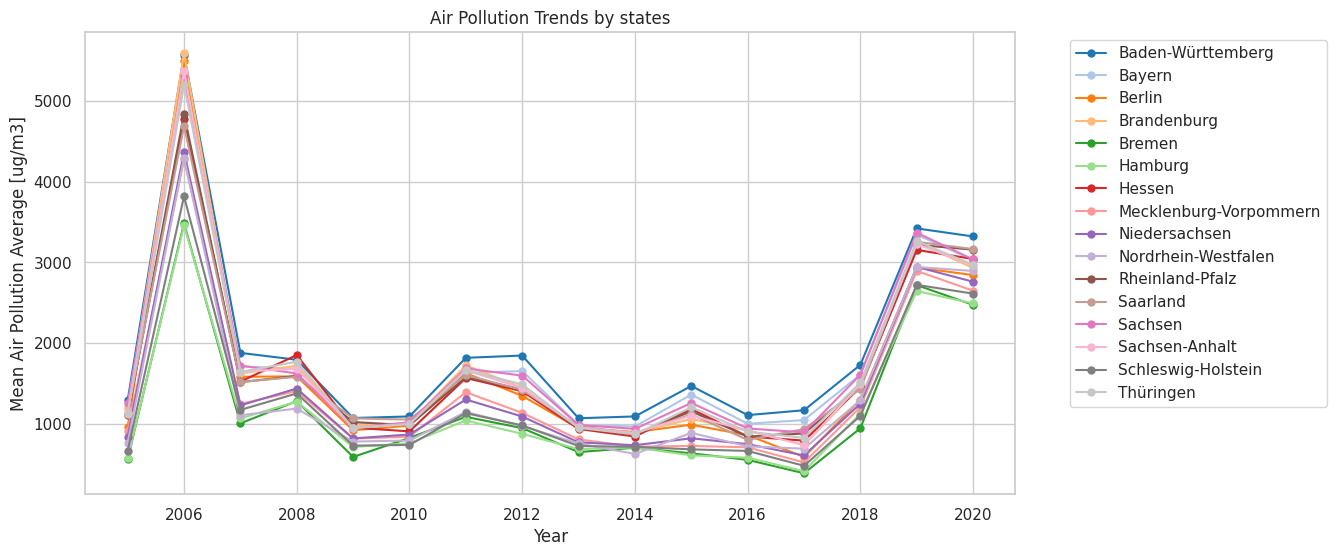 Air Pollution Trends by states
Mean Air Pollution Average [ug/m3]
5000
4000
3000
2000
1000
2006
2008
2010
2012
2014
2016
2018
2020
Year
Baden-Württemberg
Bayern
Berlin
Brandenburg
Bremen
Hamburg
Hessen
Mecklenburg-Vorpommern
Niedersachsen
Nordrhein-Westfalen
Rheinland-Pfalz
Saarland
Sachsen
Sachsen-Anhalt
Schleswig-Holstein
Thüringen